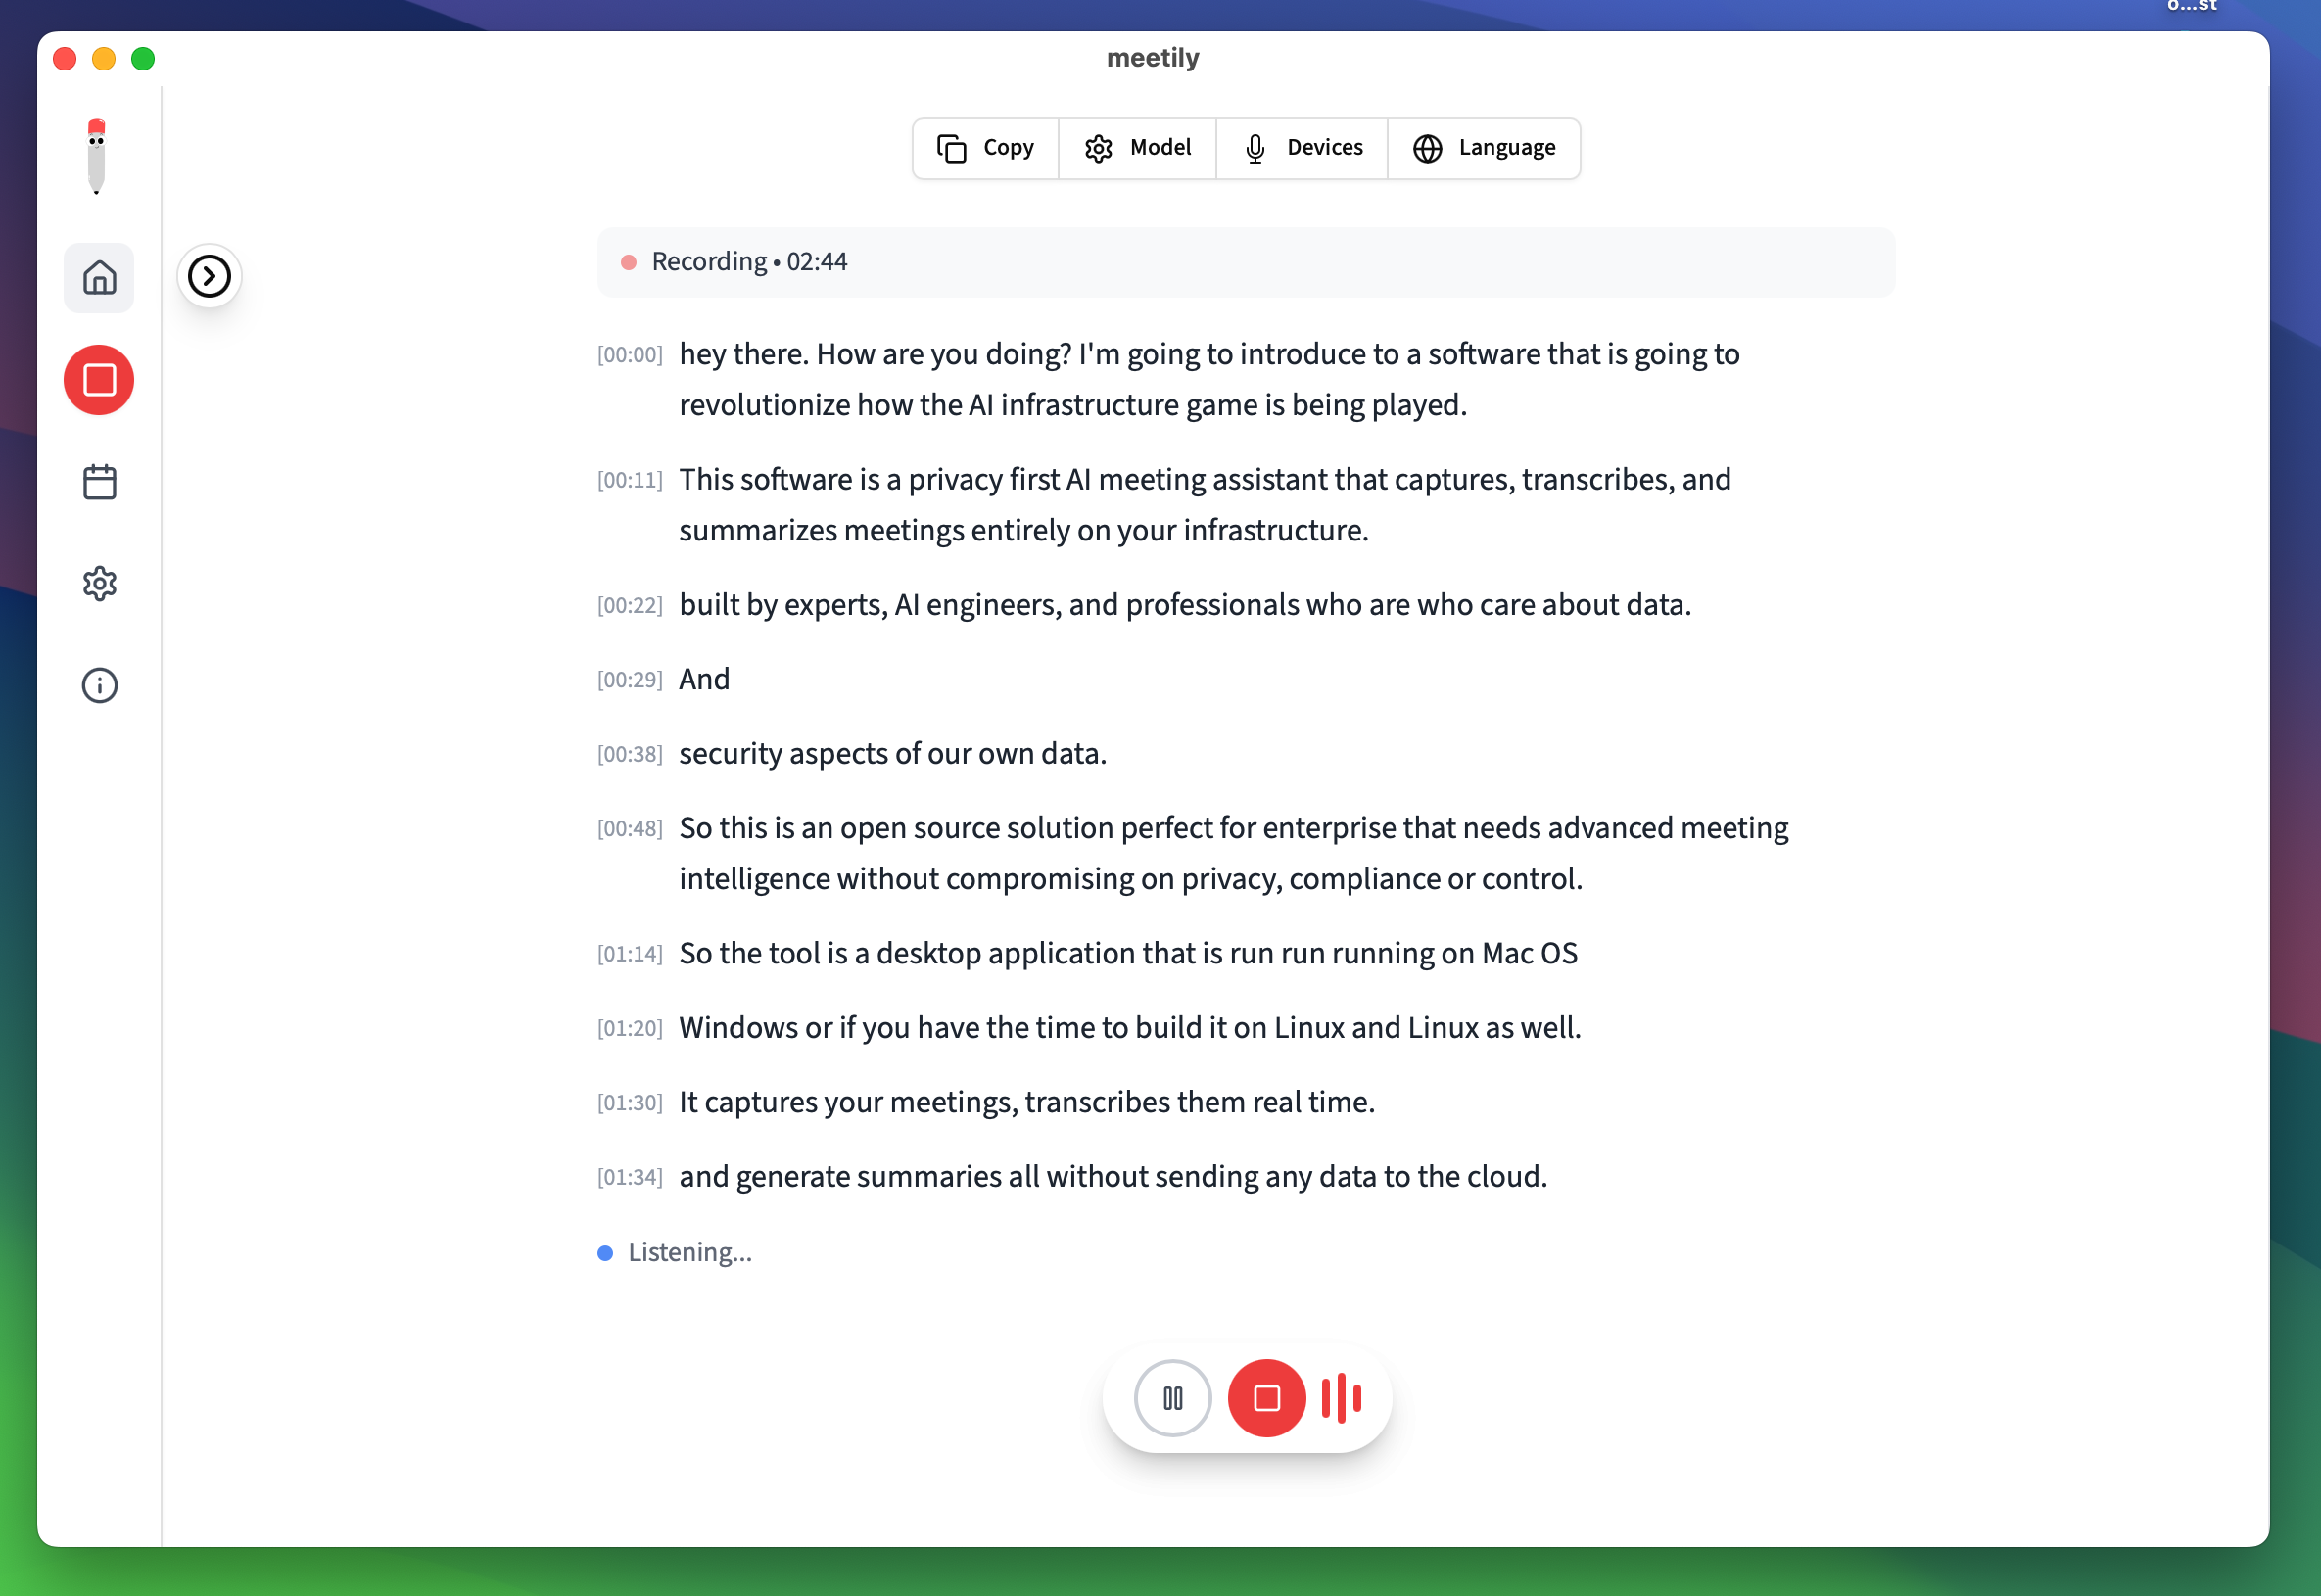 o...st
meetily
Copy
Model
Devices
Language
Recording • 02:44
[00:00] hey there. How are you doing? I'm going to introduce to a software that is going to
revolutionize how the AI infrastructure game is being played.
[00:11] This software is a privacy first AI meeting assistant that captures, transcribes, and
summarizes meetings entirely on your infrastructure.
[00:22] built by experts, AI engineers, and professionals who are who care about data.
[00:29] And
[00:38] security aspects of our own data.
[00:48] So this is an open source solution perfect for enterprise that needs advanced meeting
intelligence without compromising on privacy, compliance or control.
[01:14] So the tool is a desktop application that is run run running on Mac OS
[01:20] Windows or if you have the time to build it on Linux and Linux as well.
[01:30] It captures your meetings, transcribes them real time.
[01:34] and generate summaries all without sending any data to the cloud.
Listening...